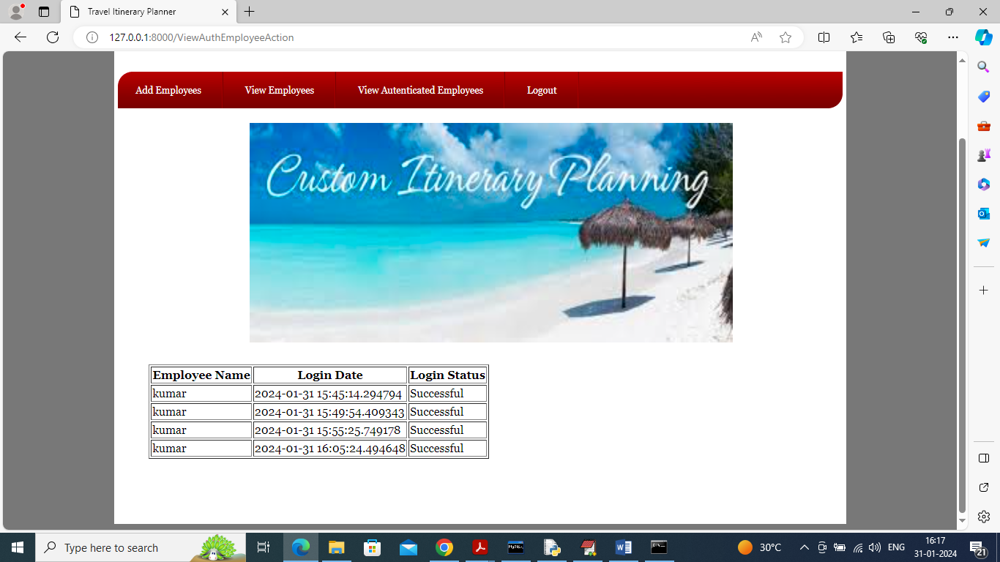 Travel Itinerary Planner
127.0.0.1:8000/ViewAuthEmployeeAction
Add Employees View Employees View Autenticated Employees Logout
Custom Itinerary Planning
Employee Name Login Date Login Status
kumar 2024-01-31 15:45:14.294794 Successful
kumar 2024-01-31 15:49:54.409343 Successful
kumar 2024-01-31 15:55:25.749178 Successful
kumar 2024-01-31 16:05:24.494648 Successful
Type here to search
30°C
ENG
16:17
31-01-2024
21